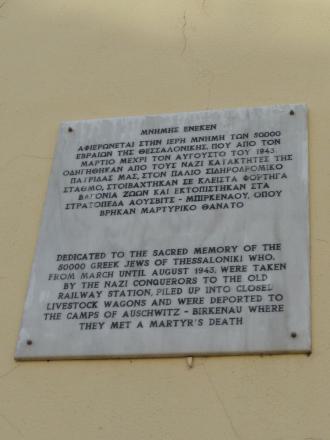 ΜΝΗΜΗΣ ΕΝΕΚΕΝ
ΑΦΙΕΡΩΝΕΤΑΙ ΣΤΗΝ ΙΕΡΗ ΜΝΗΜΗ ΤΩΝ 50000
ΕΒΡΑΙΩΝ ΤΗΣ ΘΕΣΣΑΛΟΝΙΚΗΣ, ΠΟΥ ΑΠΟ ΤΟΝ
ΜΑΡΤΙΟ ΜΕΧΡΙ ΤΟΝ ΑΥΓΟΥΣΤΟ ΤΟΥ 1943,
ΟΔΗΓΗΘΗΚΑΝ ΑΠΟ ΤΟΥΣ ΝΑΖΙ ΚΑΤΑΚΤΗΤΕΣ ΤΗΣ
ΠΑΤΡΙΔΑΣ ΜΑΣ, ΣΤΟΝ ΠΑΛΙΟ ΣΙΔΗΡΟΔΡΟΜΙΚΟ
ΣΤΑΘΜΟ, ΣΤΟΙΒΑΧΤΗΚΑΝ ΣΕ ΚΛΕΙΣΤΑ ΦΟΡΤΗΓΑ
ΒΑΓΟΝΙΑ ΖΩΩΝ ΚΑΙ ΕΚΤΟΠΙΣΤΗΚΑΝ ΣΤΑ
ΣΤΡΑΤΟΠΕΔΑ ΑΟΥΣΒΙΤΣ - ΜΠΙΡΚΕΝΑΟΥ, ΟΠΟΥ
ΒΡΗΚΑΝ ΜΑΡΤΥΡΙΚΟ ΘΑΝΑΤΟ
DEDICATED TO THE SACRED MEMORY OF THE
50000 GREEK JEWS OF THESSALONIKI WHO,
FROM MARCH UNTIL AUGUST 1943, WERE TAKEN
BY THE NAZI CONQUERORS TO THE OLD
RAILWAY STATION, PILED UP INTO CLOSED
LIVESTOCK WAGONS AND WERE DEPORTED TO
THE CAMPS OF AUSCHWITZ - BIRKENAU WHERE
THEY MET A MARTYR'S DEATH